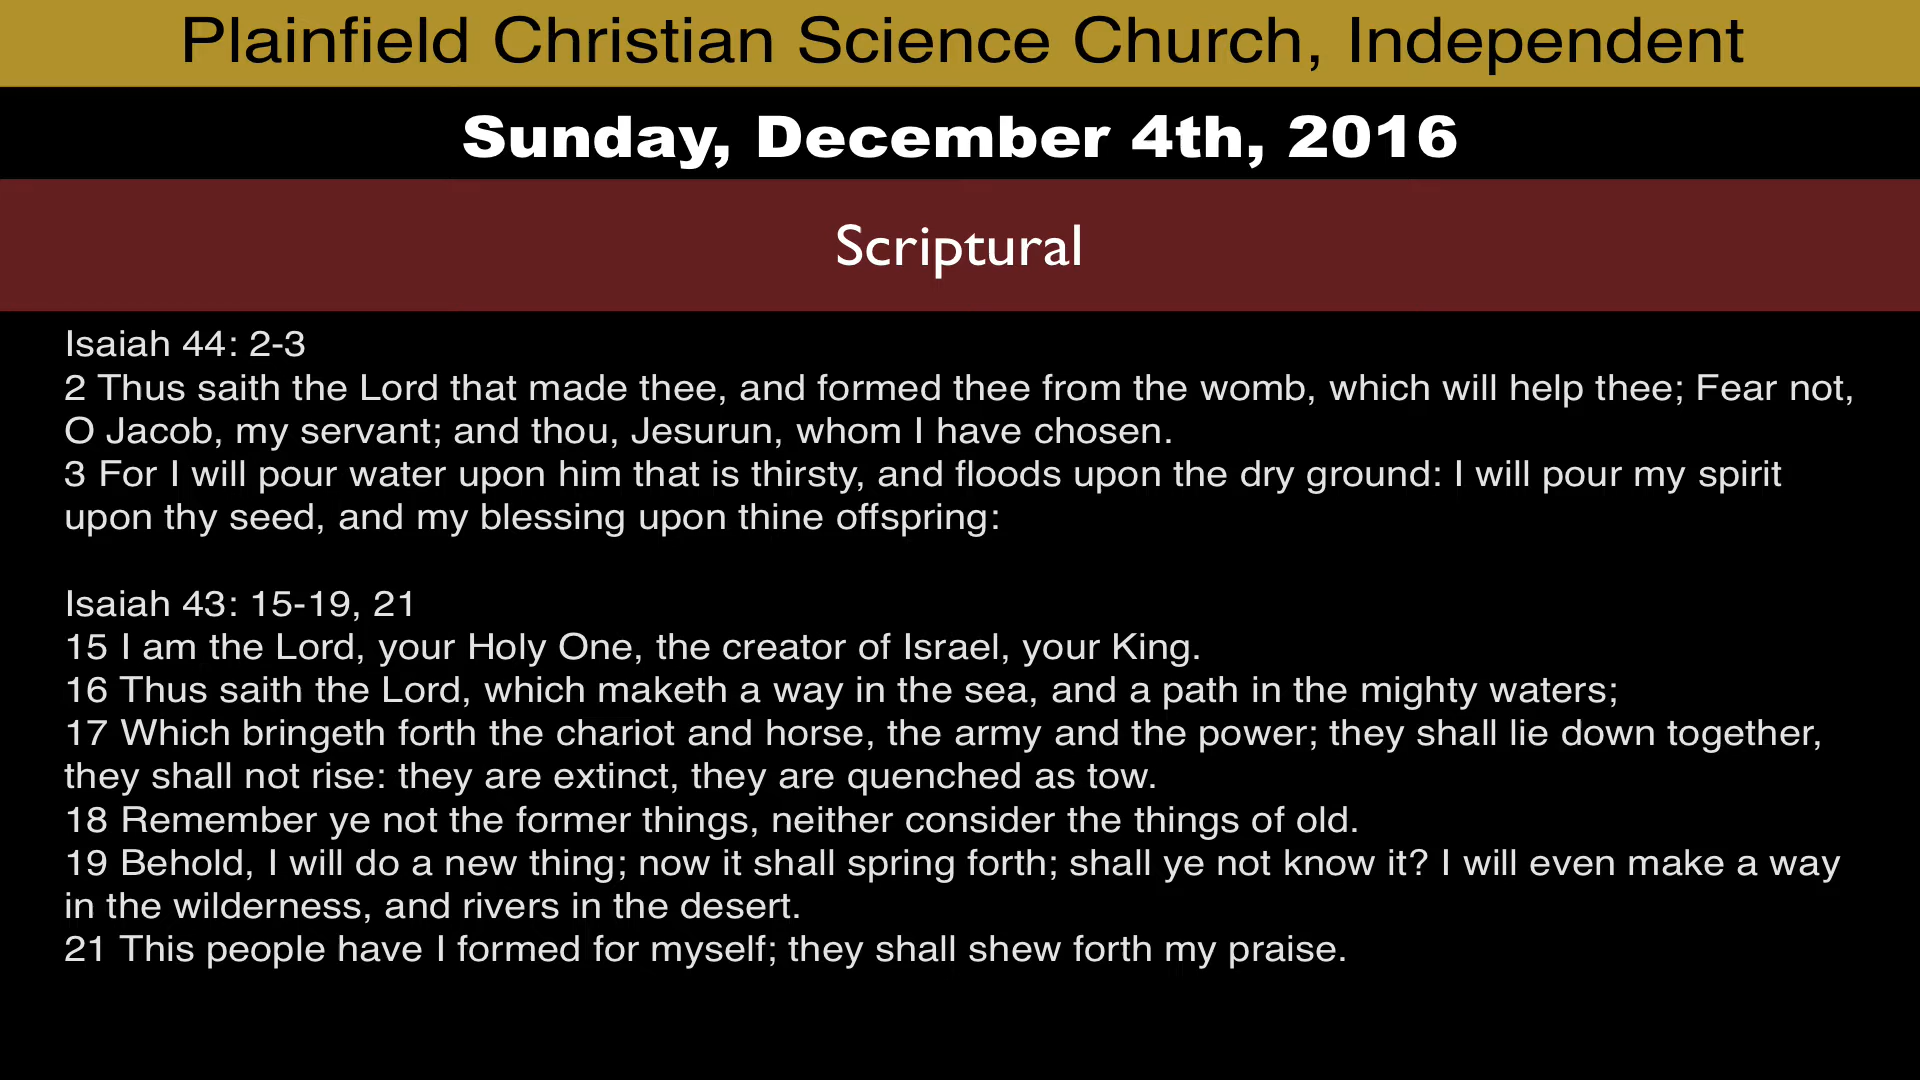 Plainfield Christian Science Church, Independent
Sunday, December 4th, 2016
Scriptural
Isaiah 44: 2-3
2 Thus saith the Lord that made thee, and formed thee from the womb, which will help thee; Fear not,
O Jacob, my servant; and thou, Jesurun, whom I have chosen.
3 For I will pour water upon him that is thirsty, and floods upon the dry ground: I will pour my spirit
upon thy seed, and my blessing upon thine offspring:
Isaiah 43: 15-19, 21
15 I am the Lord, your Holy One, the creator of Israel, your King.
16 Thus saith the Lord, which maketh a way in the sea, and a path in the mighty waters;
17 Which bringeth forth the chariot and horse, the army and the power; they shall lie down together,
they shall not rise: they are extinct, they are quenched as tow.
18 Remember ye not the former things, neither consider the things of old.
19 Behold, I will do a new thing; now it shall spring forth; shall ye not know it? I will even make a way
in the wilderness, and rivers in the desert.
21 This people have I formed for myself; they shall shew forth my praise.